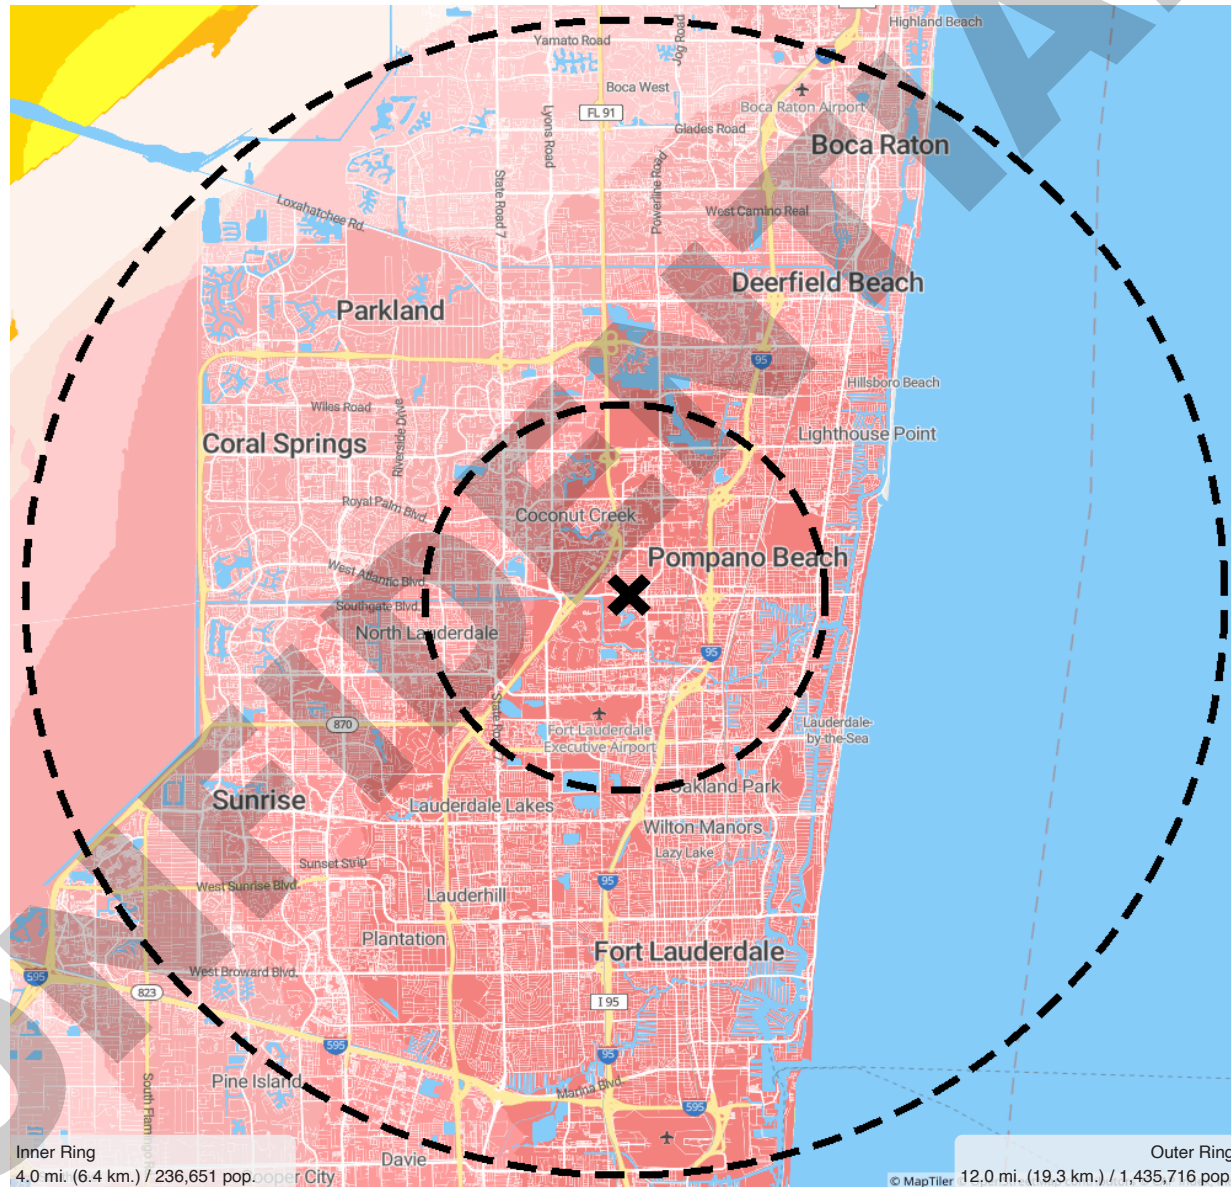 Highland Beach
Yamato Road
Jog Road
Boca West
Boca Raton Airport
FL 91
Lyons Road
Glades Road
Boca Raton
Powerline Road
State Road 7
Loxahatchee Rd.
West Camino Real
Deerfield Beach
Parkland
95
Hillsboro Beach
Wiles Road
Riverside Drive
Coral Springs
Lighthouse Point
Royal Palm Blvd.
Coconut Creek
Pompano Beach
West Atlantic Blvd.
Southgate Blvd.
North Lauderdale
95
State Road 7
870
Fort Lauderdale
Executive Airport
Lauderdale-
by-the-Sea
Oakland Park
Sunrise
Lauderdale Lakes
Wilton Manors
Lazy Lake
Sunset Strip
West Sunrise Blvd.
95
Lauderhill
Plantation
Fort Lauderdale
West Broward Blvd.
595
823
I 95
595
95
Pine Island
Marina Blvd.
595
Davie
Inner Ring
4.0 mi. (6.4 km.) / 236,651 pop.
Outer Ring
12.0 mi. (19.3 km.) / 1,435,716 pop
© MapTiler